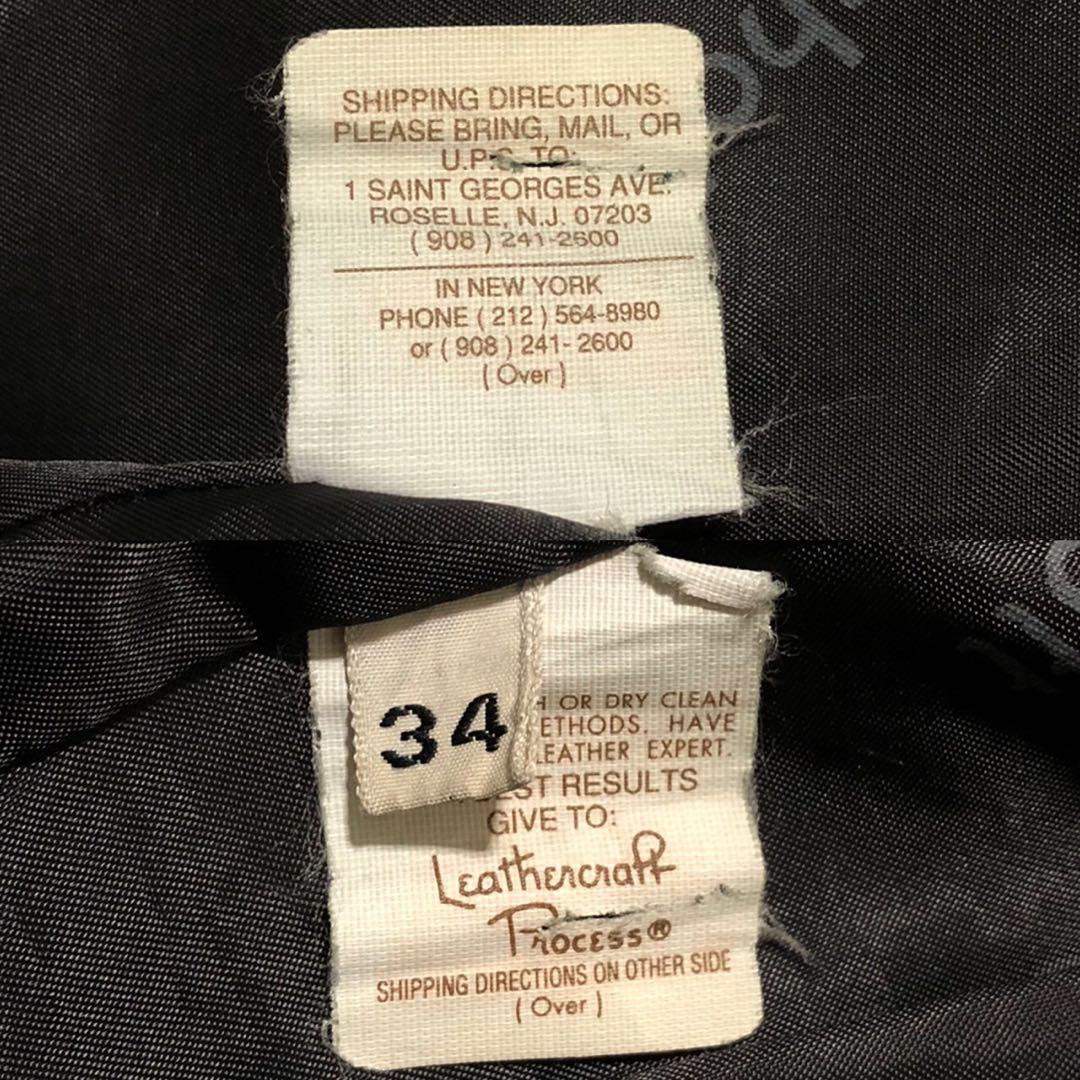 SHIPPING DIRECTIONS:
PLEASE BRING, MAIL, OR
U.P.S. TO:
1 SAINT GEORGES AVE.
ROSELLE, N.J. 07203
( 908 ) 241-2600
IN NEW YORK
PHONE ( 212 ) 564-8980
or ( 908 ) 241-2600
( Over )
34
OR DRY CLEAN
ETHODS. HAVE
LEATHER EXPERT.
EST RESULTS
GIVE TO:
Leathercraft
Process®
SHIPPING DIRECTIONS ON OTHER SIDE
( Over )